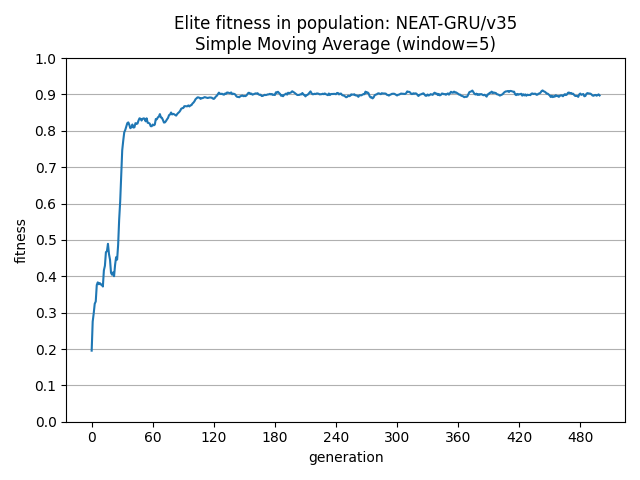 Elite fitness in population: NEAT-GRU/v35
Simple Moving Average (window=5)
1.0
0.9
0.8
0.7
0.6
0.5
0.4
0.3
0.2
0.1
0.0
fitness
0 60 120 180 240 300 360 420 480
generation